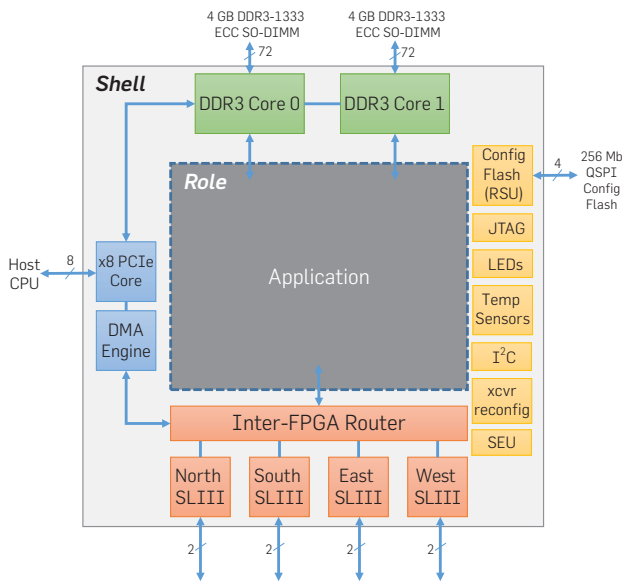 4 GB DDR3-1333
ECC SO-DIMM
4 GB DDR3-1333
ECC SO-DIMM
72
72
Shell
DDR3 Core 0
DDR3 Core 1
Role
Config
Flash
(RSU)
4
256 Mb
QSPI
Config
Flash
JTAG
LEDs
Host
CPU
8
x8 PCIe
Core
Application
Temp
Sensors
DMA
Engine
I²C
xcvr
reconfig
Inter-FPGA Router
SEU
North
SLIII
South
SLIII
East
SLIII
West
SLIII
2
2
2
2